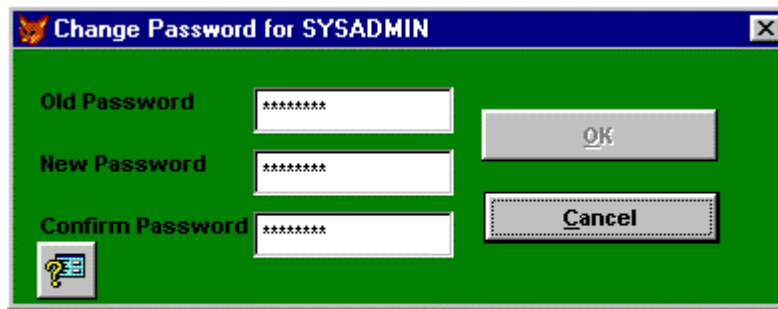 Change Password for SYSADMIN
Old Password ********
OK
New Password ********
Confirm Password ********
Cancel